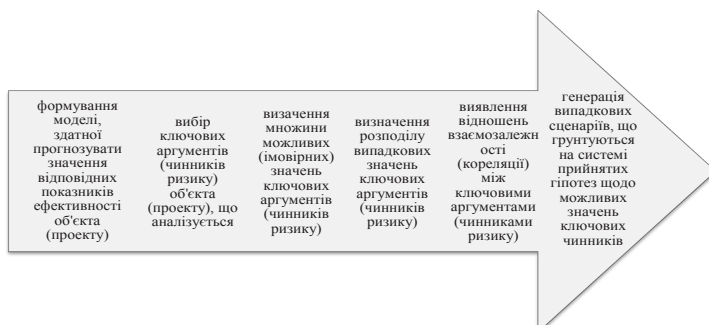 формування
моделі,
здатної
прогнозувати
значення
відповідних
показників
ефективності
об'єкта
(проекту)
вибір
ключових
аргументів
(чинників
ризику)
об'єкта
(проекту), що
аналізується
визачення
множини
можливих
(імовірних)
значень
ключових
аргументів
(чинників
ризику)
визначення
розподілу
випадкових
значень
ключових
аргументів
(чинників
ризику)
виявлення
відношень
взаємозалежн
ості
(кореляції)
між
ключовими
аргументами
(чинниками
ризику)
генерація
випадкових
сценаріїв, що
грунтуються
на системі
прийнятих
гіпотез щодо
можливих
значень
ключових
чинників